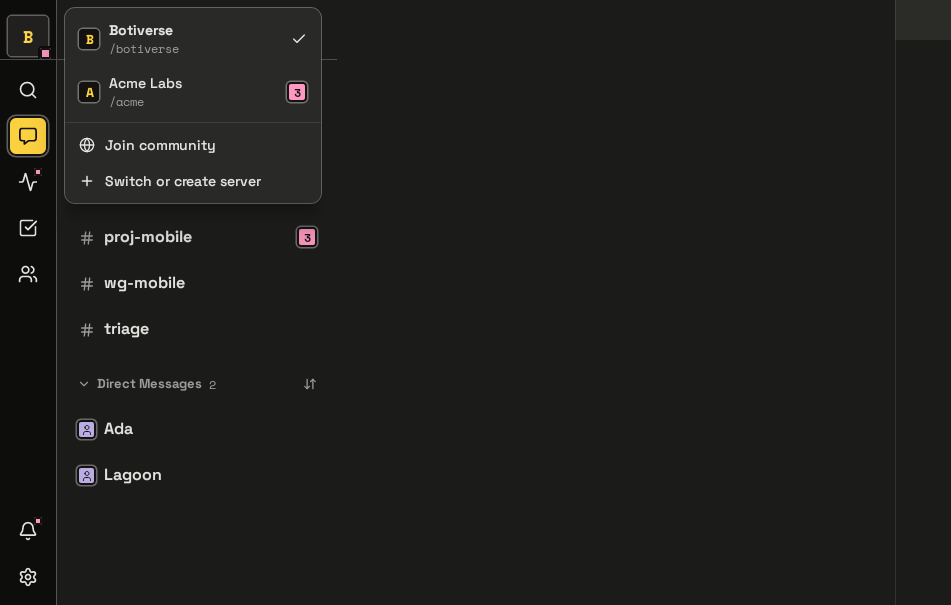 B
B
Botiverse
/botiverse
A
Acme Labs
/acme
3
Join community
Switch or create server
# proj-mobile
3
# wg-mobile
# triage
Direct Messages 2
Ada
Lagoon